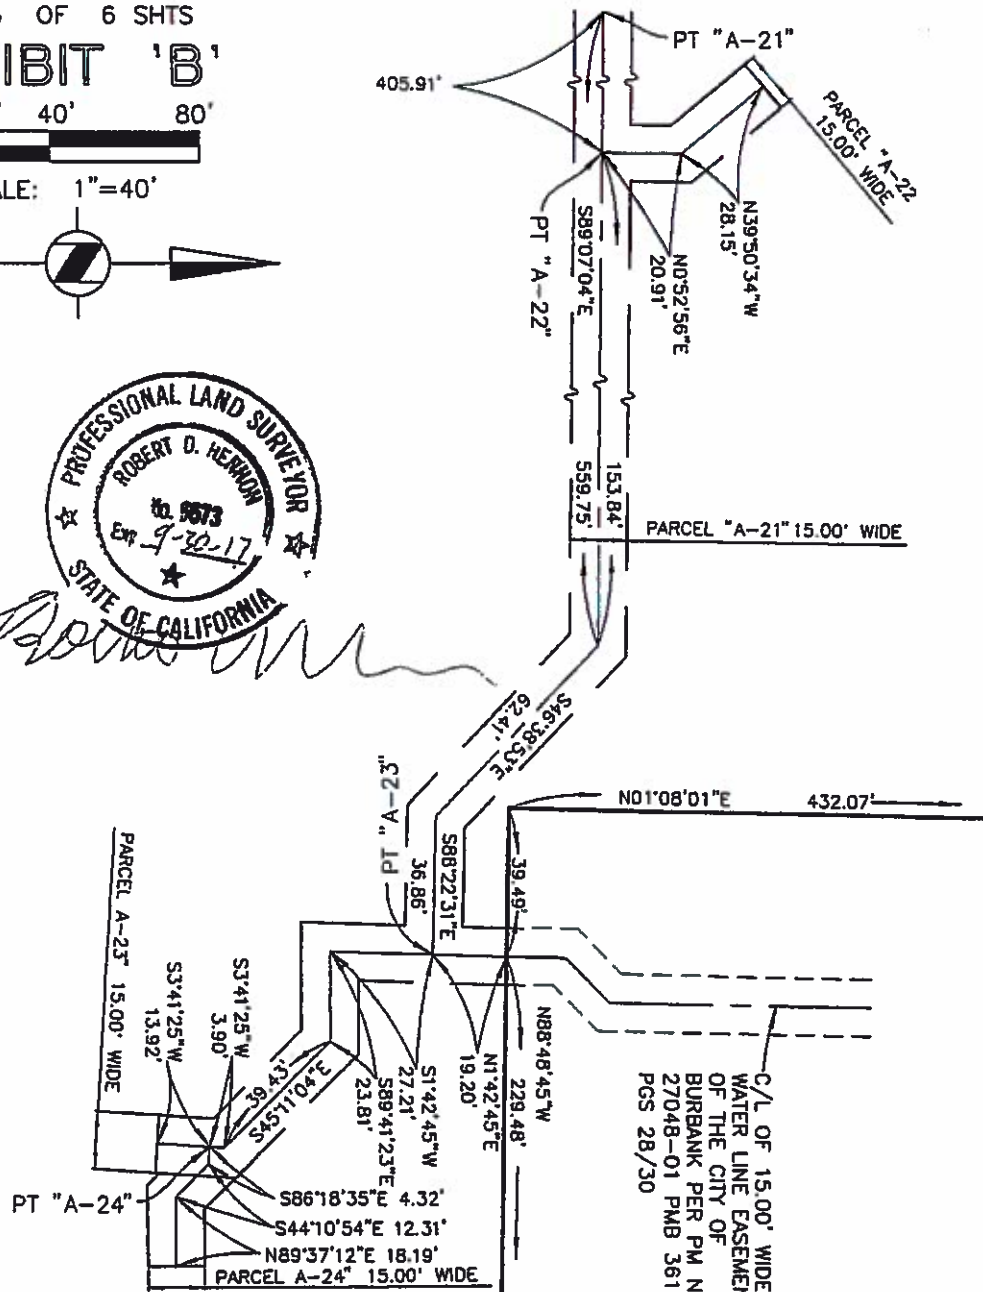 OF 6 SHTS
IBIT 'B'
40' 80'
ALE: 1"=40'
PROFESSIONAL LAND SURVEYOR
ROBERT D. HERMON
No. 5573
Exp.
STATE OF CALIFORNIA
405.91'
PT "A-21"
PARCEL "A-22
15.00' WIDE
N39°50'34"W
28.15'
N0°52'56"E
20.91'
PT "A-22"
S89°07'04"E
153.84'
559.75'
PARCEL "A-21" 15.00' WIDE
S46°38'53"E
62.41'
PT "A-23"
S88°22'31"E
36.86'
N01°08'01"E 432.07'
39.49'
N88°48'45"W
229.48'
N1°42'45"E
19.20'
S1°42'45"W
27.21'
S89°41'23"E
23.81'
S45°11'04"E
39.43'
S3°41'25"W
3.90'
S3°41'25"W
13.92'
PARCEL A-23" 15.00' WIDE
PT "A-24"
S86°18'35"E 4.32'
S44°10'54"E 12.31'
N89°37'12"E 18.19'
PARCEL A-24" 15.00' WIDE
C/L OF 15.00' WIDE
WATER LINE EASEMEN
OF THE CITY OF
BURBANK PER PM N
27048-01 PMB 361
PGS 28/30